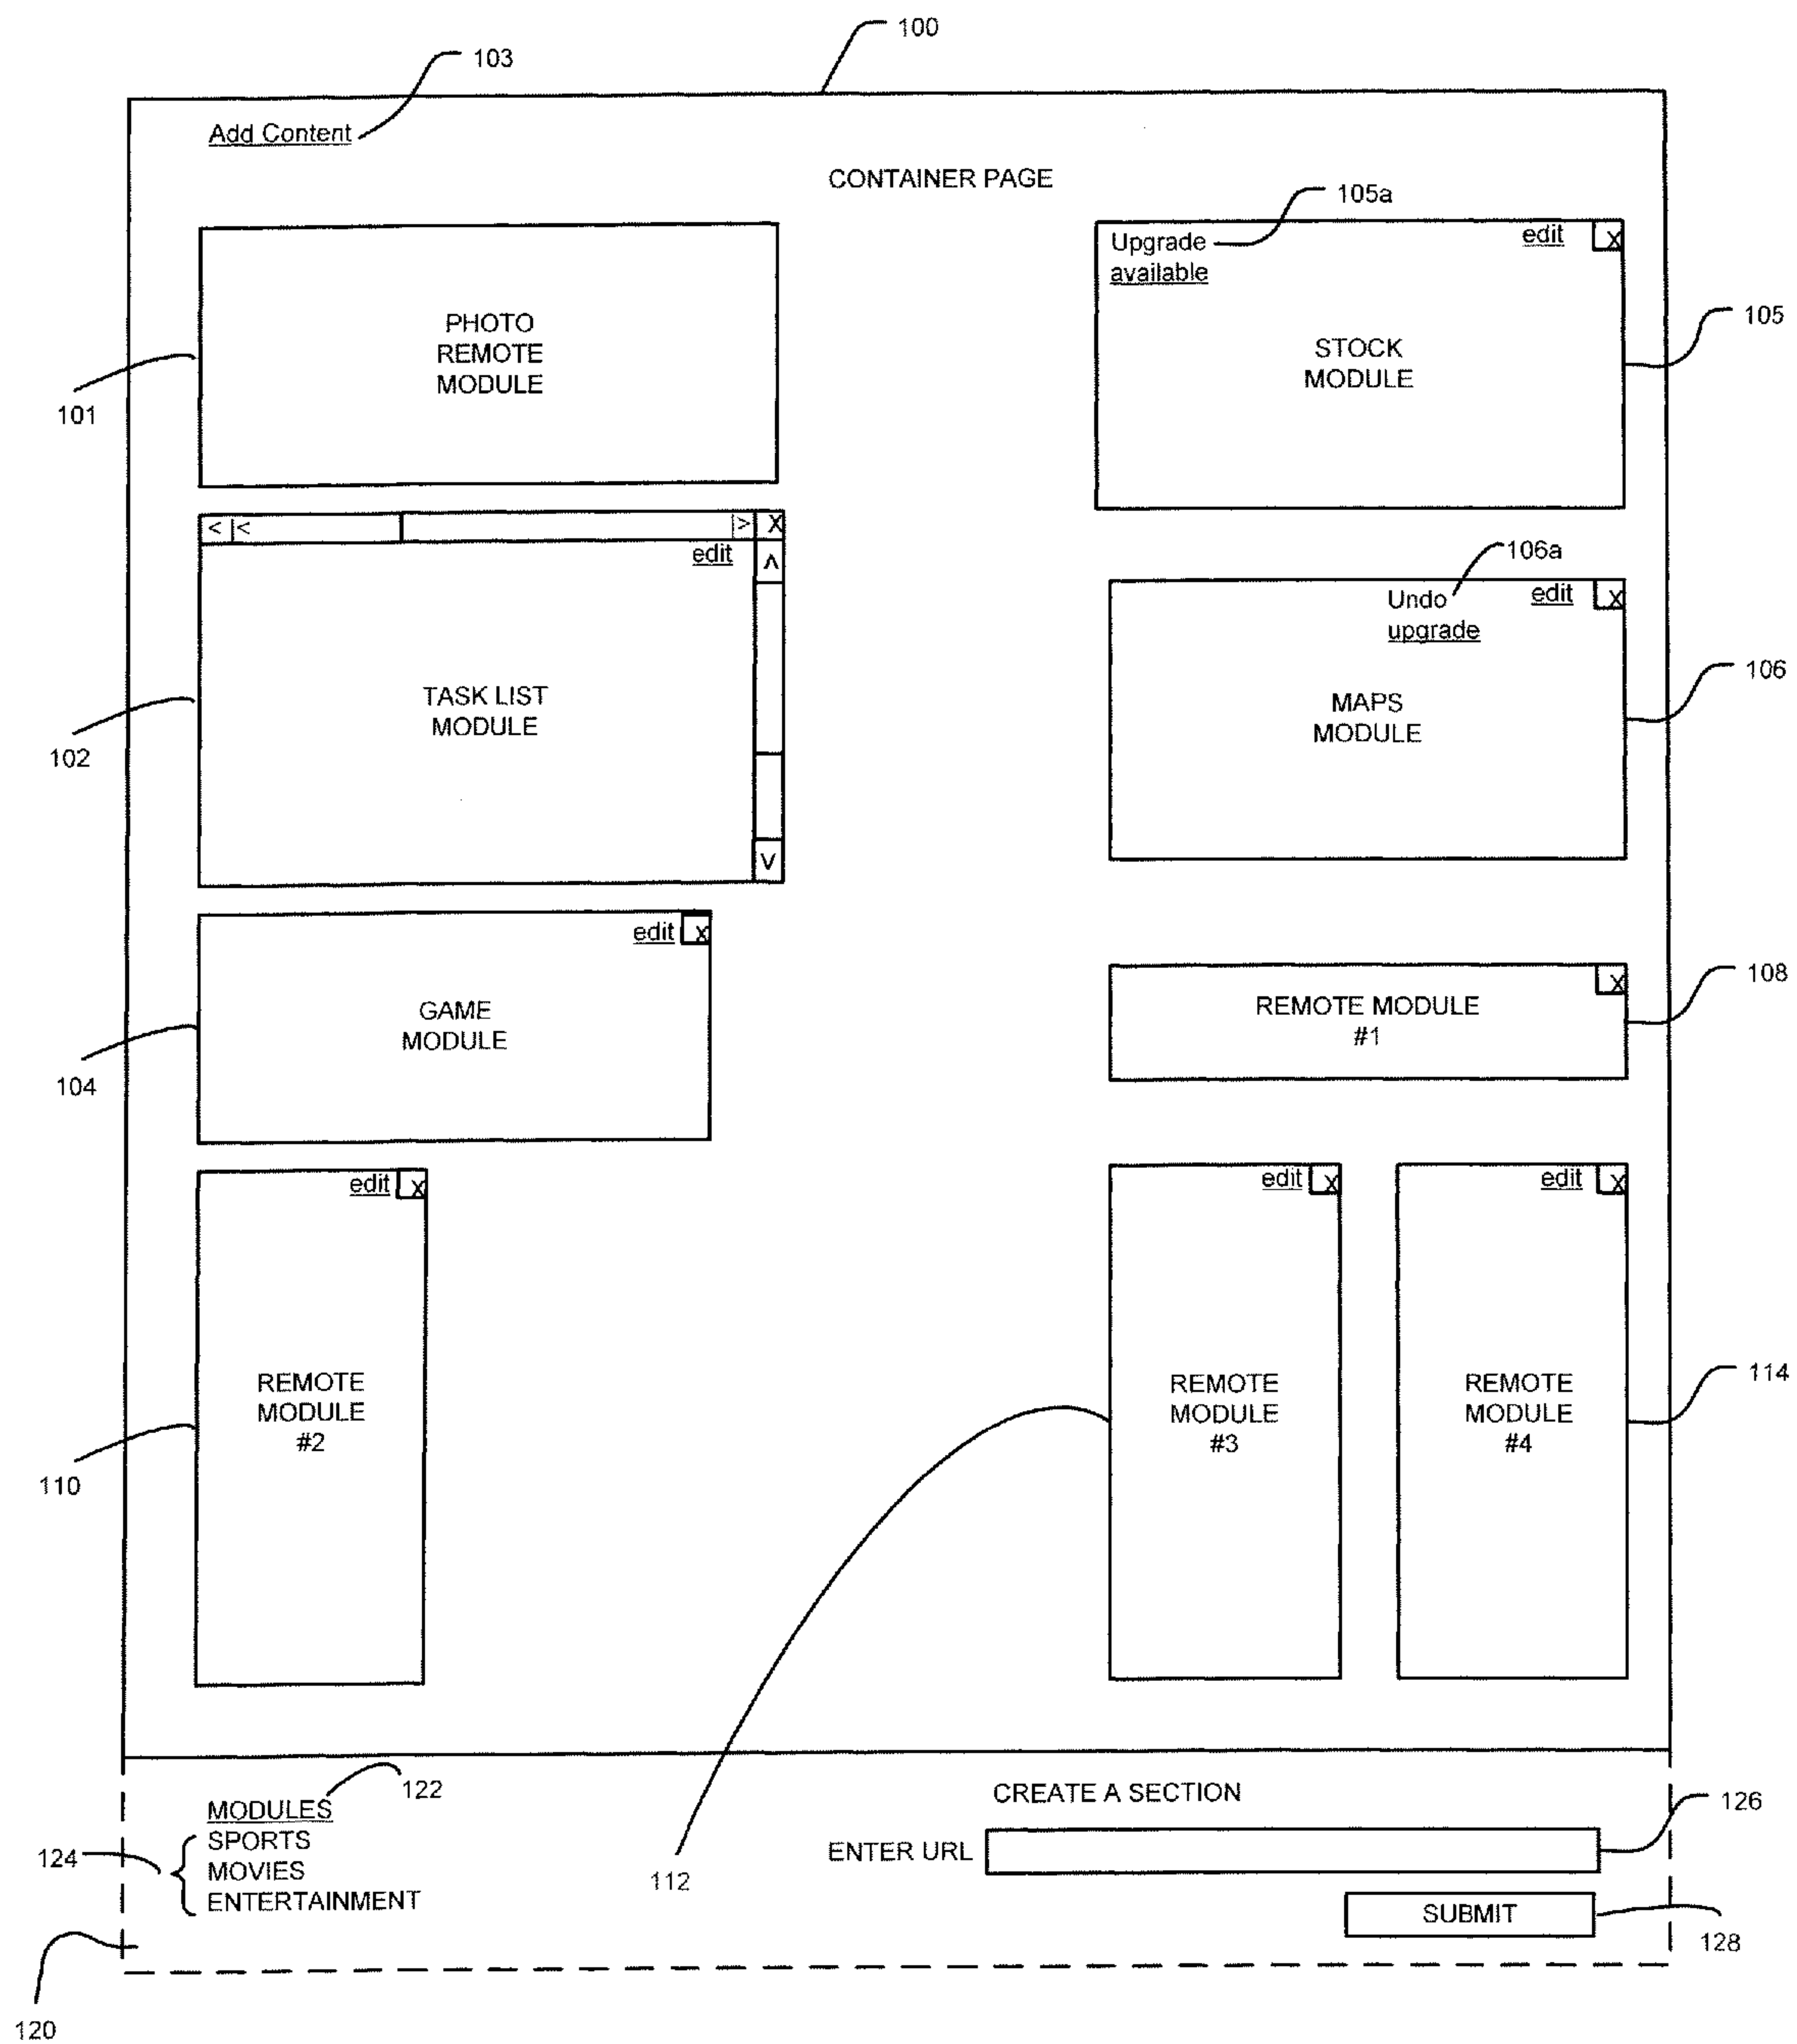 100
103
Add Content
CONTAINER PAGE
PHOTO
REMOTE
MODULE
101
105a
Upgrade
available
edit
X
STOCK
MODULE
105
<
|<
>|
X
edit
^
TASK LIST
MODULE
v
102
106a
Undo
upgrade
edit
X
MAPS
MODULE
106
edit
X
GAME
MODULE
104
X
REMOTE MODULE
#1
108
edit
X
REMOTE
MODULE
#2
110
edit
X
REMOTE
MODULE
#3
112
edit
X
REMOTE
MODULE
#4
114
122
MODULES
SPORTS
MOVIES
ENTERTAINMENT
124
120
CREATE A SECTION
ENTER URL
126
SUBMIT
128